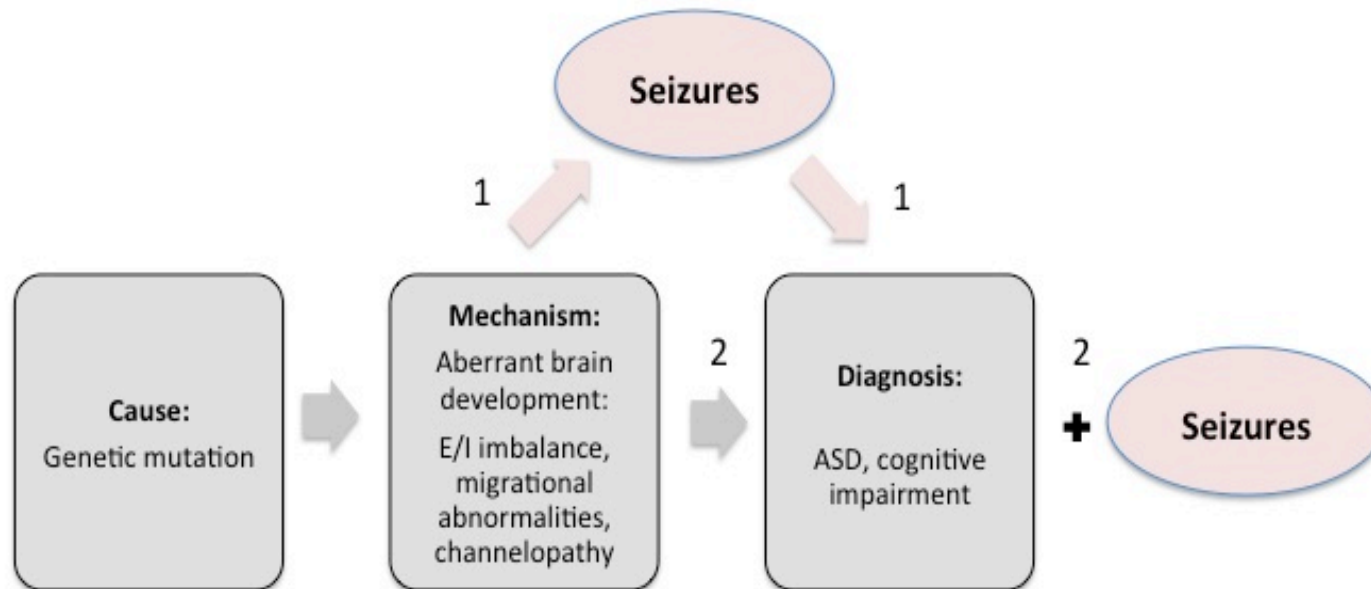 Seizures
1
1
Cause:
Genetic mutation
Mechanism:
Aberrant brain
development:
E/I imbalance,
migrational
abnormalities,
channelopathy
2
Diagnosis:
ASD, cognitive
impairment
2
+
Seizures